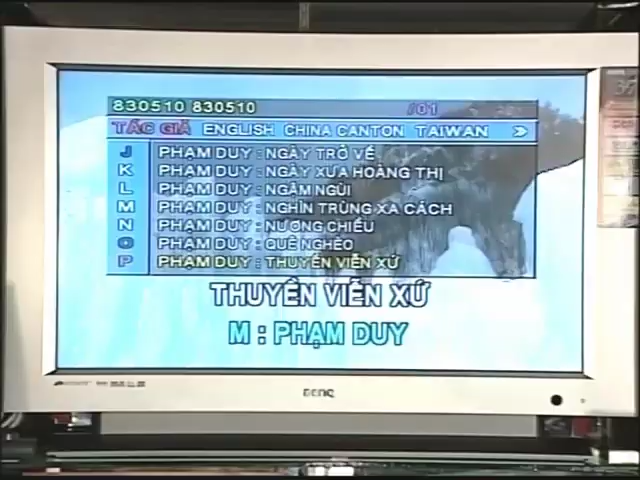 830510 830510 /01
TÁC GIẢ ENGLISH CHINA CANTON TAIWAN »
J PHẠM DUY : NGÀY TRỞ VỀ
K PHẠM DUY : NGÀY XƯA HOÀNG THỊ
L PHẠM DUY : NGẬM NGÙI
M PHẠM DUY : NGHÌN TRÙNG XA CÁCH
N PHẠM DUY : NƯƠNG CHIỀU
O PHẠM DUY : QUÊ NGHÈO
P PHẠM DUY : THUYỀN VIỄN XỨ
THUYỀN VIỄN XỨ
M : PHẠM DUY
BENQ